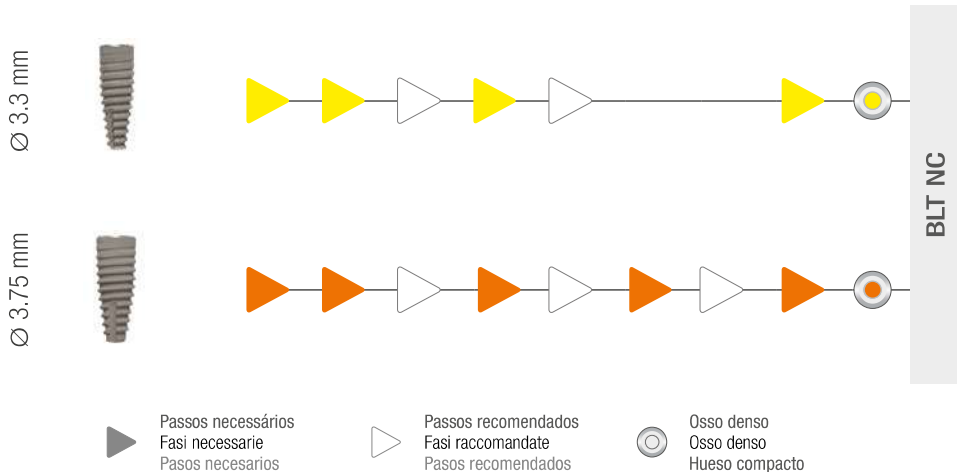 Ø 3.3 mm
BLT NC
Ø 3.75 mm
Passos necessários
Fasi necessarie
Pasos necesarios
Passos recomendados
Fasi raccomandate
Pasos recomendados
Osso denso
Osso denso
Hueso compacto